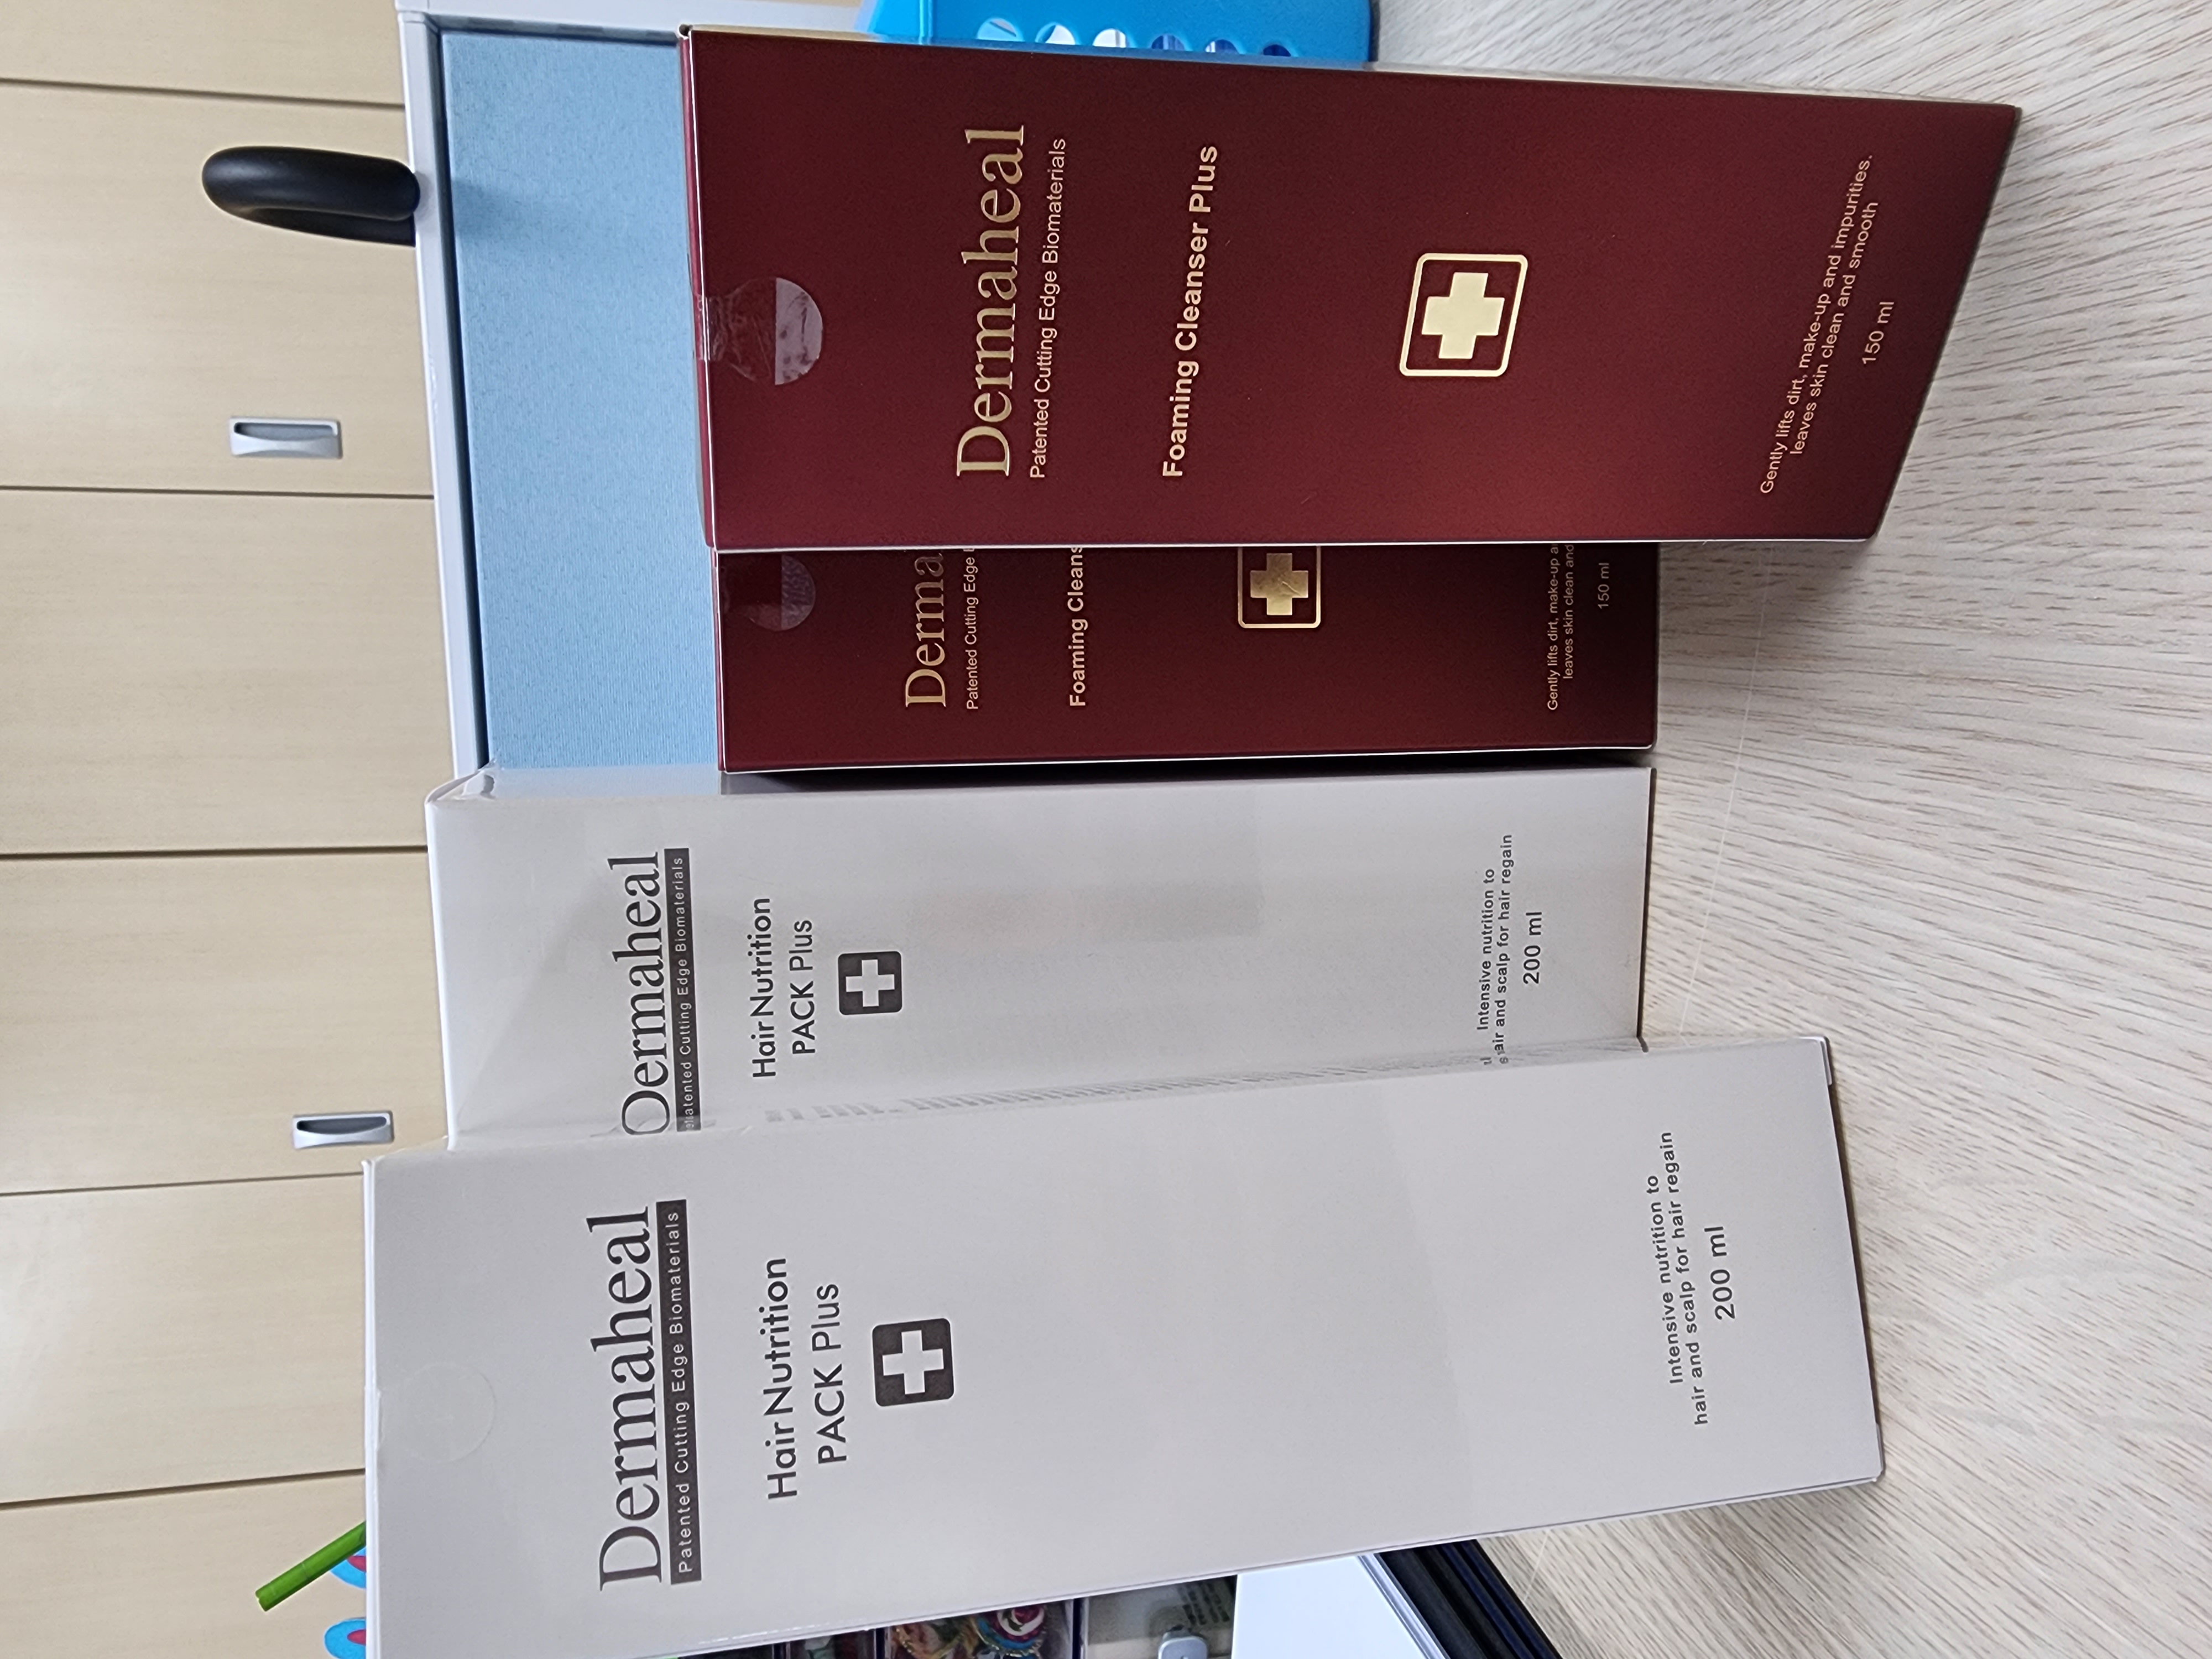 Dermaheal
Patented Cutting Edge Biomaterials
Hair Nutrition
PACK Plus
Intensive nutrition to
hair and scalp for hair regain
200 ml
Dermaheal
Patented Cutting Edge Biomaterials
Hair Nutrition
PACK Plus
Intensive nutrition to
hair and scalp for hair regain
200 ml
Derma
Patented Cutting Edge
Foaming Cleans
Gently lifts dirt, make-up a
leaves skin clean and
150 ml
Dermaheal
Patented Cutting Edge Biomaterials
Foaming Cleanser Plus
Gently lifts dirt, make-up and impurities.
leaves skin clean and smooth
150 ml